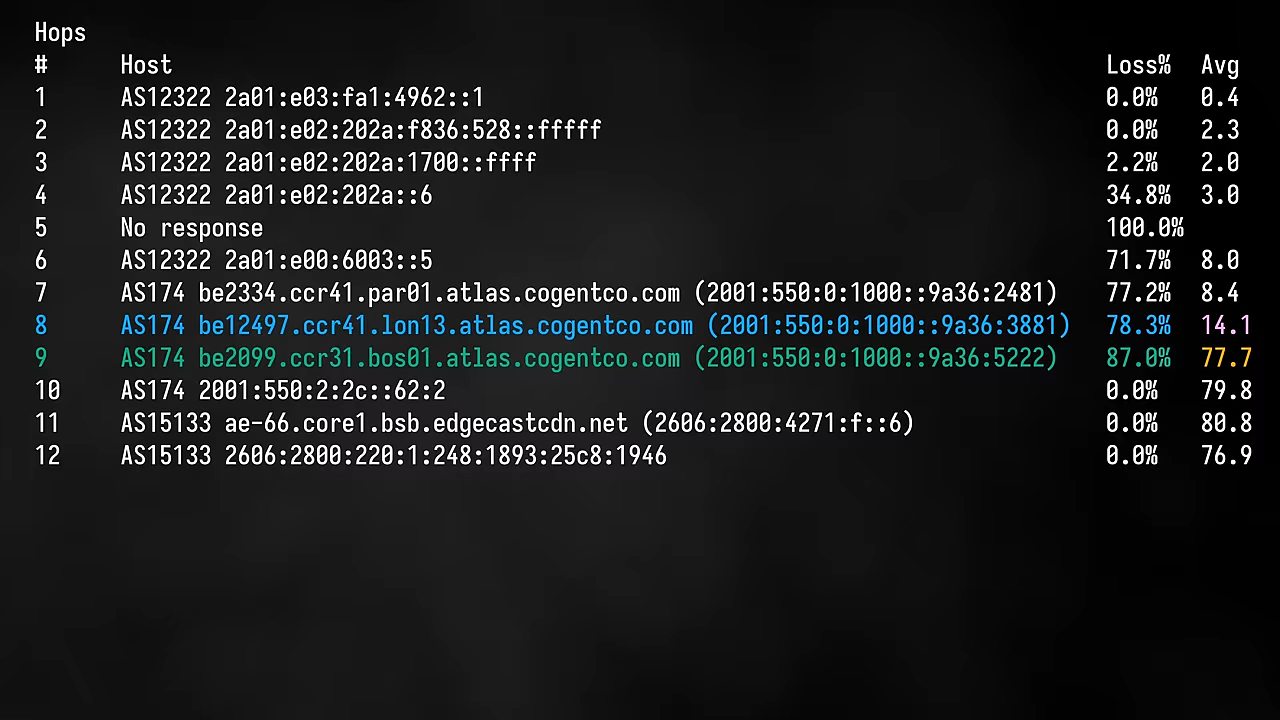 Hops
# Host Loss% Avg
1 AS12322 2a01:e03:fa1:4962::1 0.0% 0.4
2 AS12322 2a01:e02:202a:f836:528::fffff 0.0% 2.3
3 AS12322 2a01:e02:202a:1700::ffff 2.2% 2.0
4 AS12322 2a01:e02:202a::6 34.8% 3.0
5 No response 100.0%
6 AS12322 2a01:e00:6003::5 71.7% 8.0
7 AS174 be2334.ccr41.par01.atlas.cogentco.com (2001:550:0:1000::9a36:2481) 77.2% 8.4
8 AS174 be12497.ccr41.lon13.atlas.cogentco.com (2001:550:0:1000::9a36:3881) 78.3% 14.1
9 AS174 be2099.ccr31.bos01.atlas.cogentco.com (2001:550:0:1000::9a36:5222) 87.0% 77.7
10 AS174 2001:550:2:2c::62:2 0.0% 79.8
11 AS15133 ae-66.core1.bsb.edgecastcdn.net (2606:2800:4271:f::6) 0.0% 80.8
12 AS15133 2606:2800:220:1:248:1893:25c8:1946 0.0% 76.9